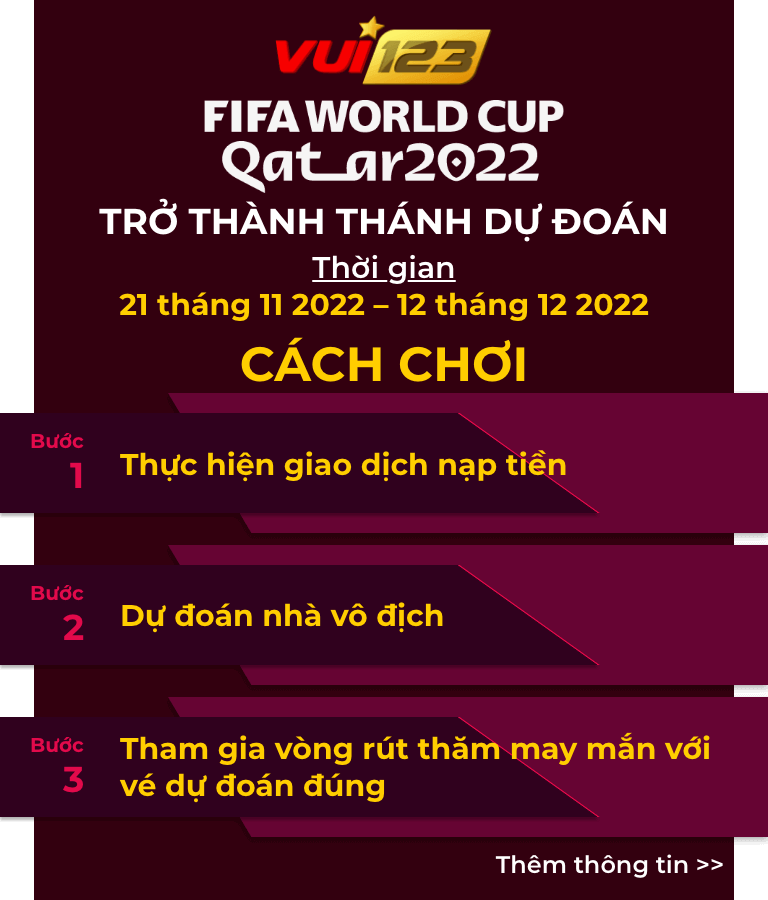 VUI123
FIFA WORLD CUP
Qatar2022
TRỞ THÀNH THÁNH DỰ ĐOÁN
Thời gian
21 tháng 11 2022 – 12 tháng 12 2022
CÁCH CHƠI
Bước
1
Thực hiện giao dịch nạp tiền
Bước
2
Dự đoán nhà vô địch
Bước
3
Tham gia vòng rút thăm may mắn với
vé dự đoán đúng
Thêm thông tin >>